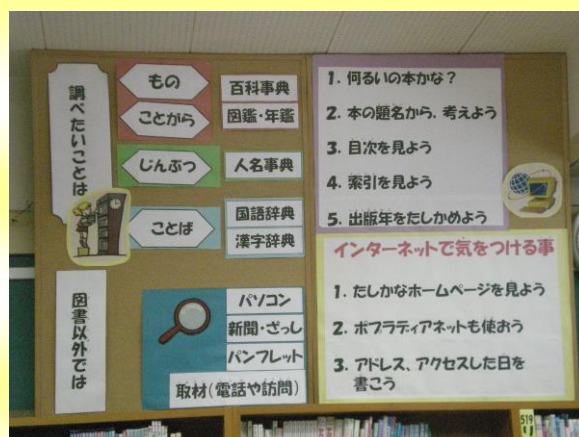 調べたいことは
もの
ことがら
百科事典
図鑑・年鑑
じんぶつ
人名事典
ことば
国語辞典
漢字辞典
図書以外では
パソコン
新聞・ざっし
パンフレット
取材(電話や訪問)
1. 何るいの本かな?
2. 本の題名から、考えよう
3. 目次を見よう
4. 索引を見よう
5. 出版年をたしかめよう
インターネットで気をつける事
1. たしかなホームページを見よう
2. ポプラディアネットも使おう
3. アドレス、アクセスした日を
書こう
519